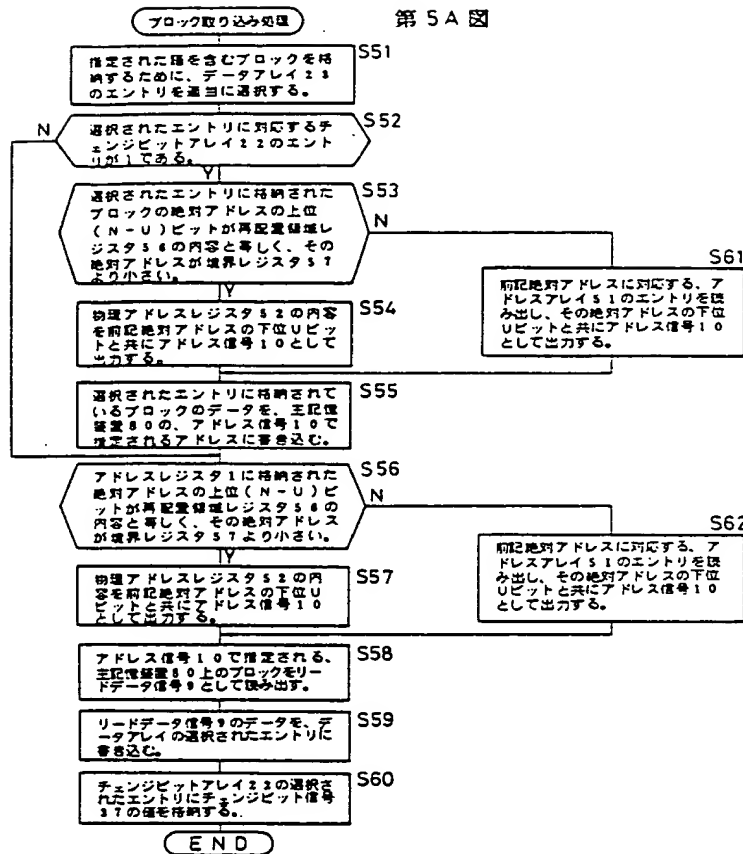 第5A図
ブロック取り込み処理
S51
指定された語を含むブロックを格
納するために、データアレイ23
のエントリを適当に選択する。
S52
N
選択されたエントリに対応するチ
ェンジビットアレイ22のエント
リが1である。
Y
S53
選択されたエントリに格納された
ブロックの絶対アドレスの上位
(N-U)ビットが再配置領域レ
ジスタ56の内容と等しく、その
絶対アドレスが境界レジスタ57
より小さい。
N
Y
S61
前記絶対アドレスに対応する、ア
ドレスアレイ51のエントリを読
み出し、その絶対アドレスの下位
Uビットと共にアドレス信号10
として出力する。
S54
物理アドレスレジスタ52の内容
を前記絶対アドレスの下位Uビッ
トと共にアドレス信号10として
出力する。
S55
選択されたエントリに格納されて
いるブロックのデータを、主記憶
装置80の、アドレス信号10で
指定されるアドレスに書き込む。
S56
アドレスレジスタ1に格納された
絶対アドレスの上位(N-U)ビ
ットが再配置領域レジスタ56の
内容と等しく、その絶対アドレス
が境界レジスタ57より小さい。
N
Y
S62
前記絶対アドレスに対応する、ア
ドレスアレイ51のエントリを読
み出し、その絶対アドレスの下位
Uビットと共にアドレス信号10
として出力する。
S57
物理アドレスレジスタ52の内
容を前記絶対アドレスの下位U
ビットと共にアドレス信号10
として出力する。
S58
アドレス信号10で指定される、
主記憶装置80上のブロックをリー
ドデータ信号9として読み出す。
S59
リードデータ信号9のデータを、デ
ータアレイの選択されたエントリに
書き込む。
S60
チェンジビットアレイ22の選択さ
れたエントリにチェンジビット信号
37の値を格納する。
END